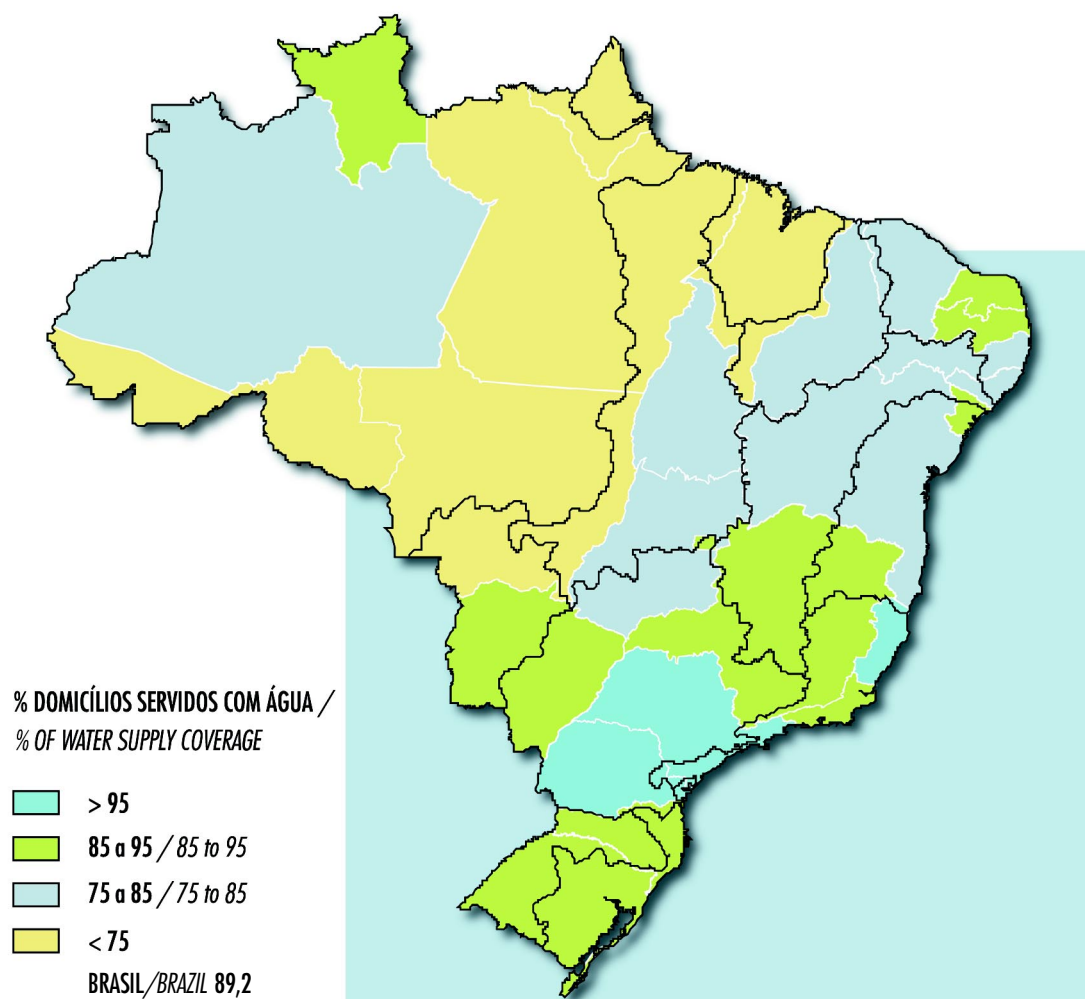 % DOMICÍLIOS SERVIDOS COM ÁGUA /
% OF WATER SUPPLY COVERAGE
> 95
85 a 95 / 85 to 95
75 a 85 / 75 to 85
< 75
BRASIL/BRAZIL 89,2